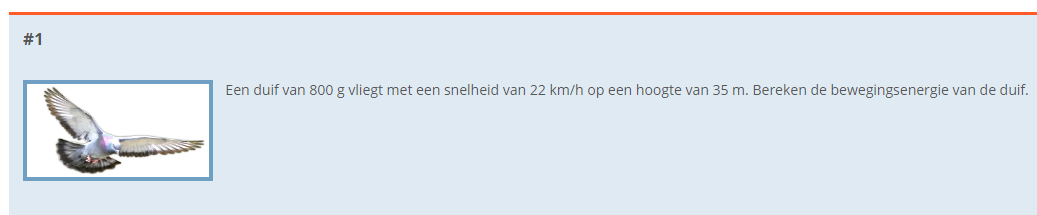 #1
Een duif van 800 g vliegt met een snelheid van 22 km/h op een hoogte van 35 m. Bereken de bewegingsenergie van de duif.